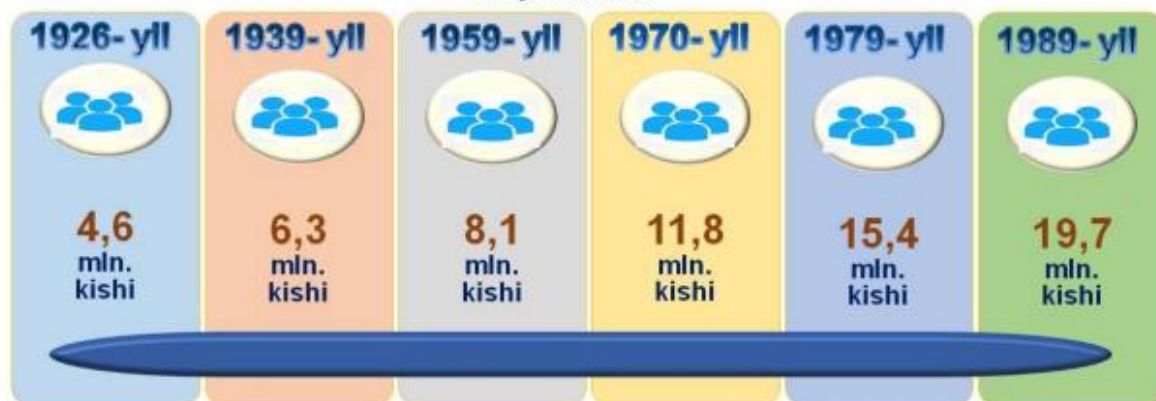 1926- yil
1939- yil
1959- yil
1970- yil
1979- yil
1989- yil
4,6
mln.
kishi
6,3
mln.
kishi
8,1
mln.
kishi
11,8
mln.
kishi
15,4
mln.
kishi
19,7
mln.
kishi